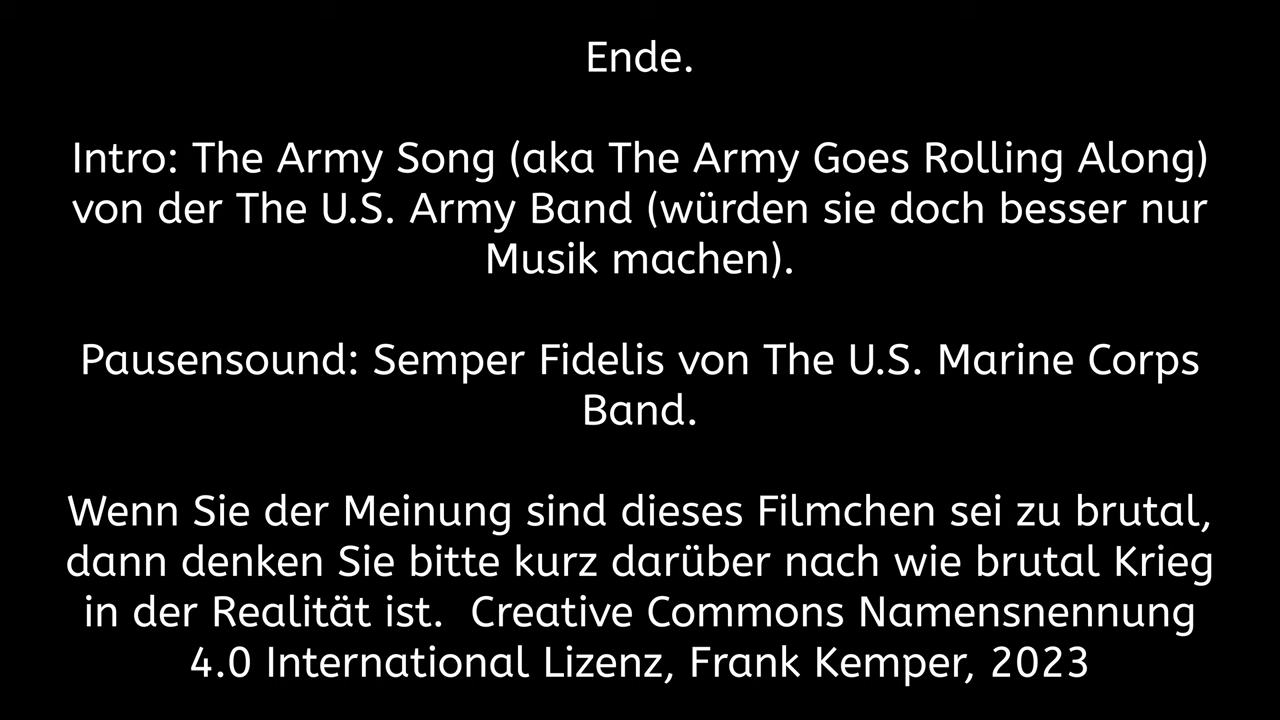 Ende.
Intro: The Army Song (aka The Army Goes Rolling Along)
von der The U.S. Army Band (würden sie doch besser nur
Musik machen).
Pausensound: Semper Fidelis von The U.S. Marine Corps
Band.
Wenn Sie der Meinung sind dieses Filmchen sei zu brutal,
dann denken Sie bitte kurz darüber nach wie brutal Krieg
in der Realität ist.  Creative Commons Namensnennung
4.0 International Lizenz, Frank Kemper, 2023